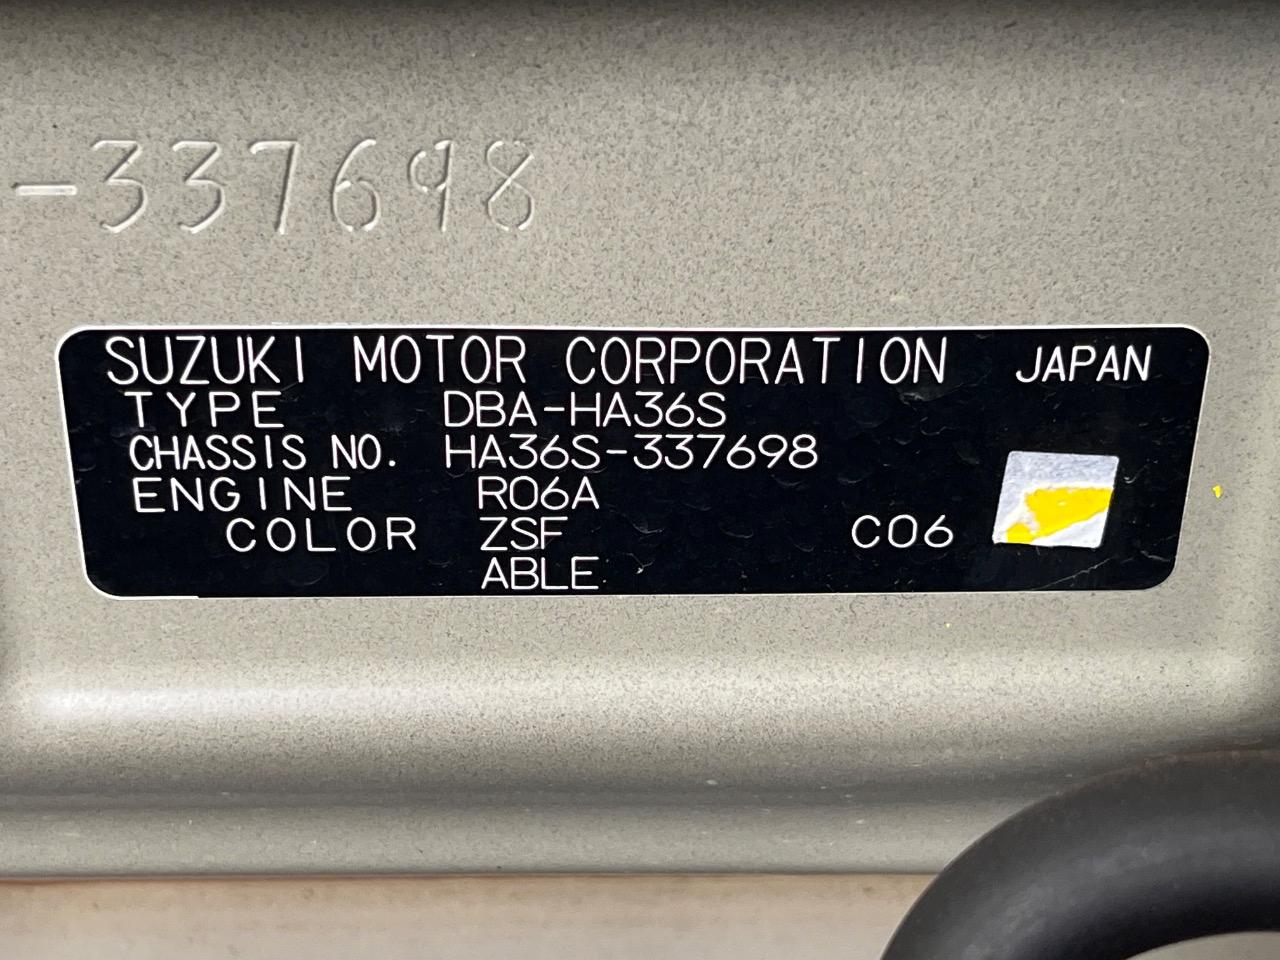 -337698
SUZUKI MOTOR CORPORATION JAPAN
TYPE DBA-HA36S
CHASSIS NO. HA36S-337698
ENGINE R06A
COLOR ZSF C06
ABLE